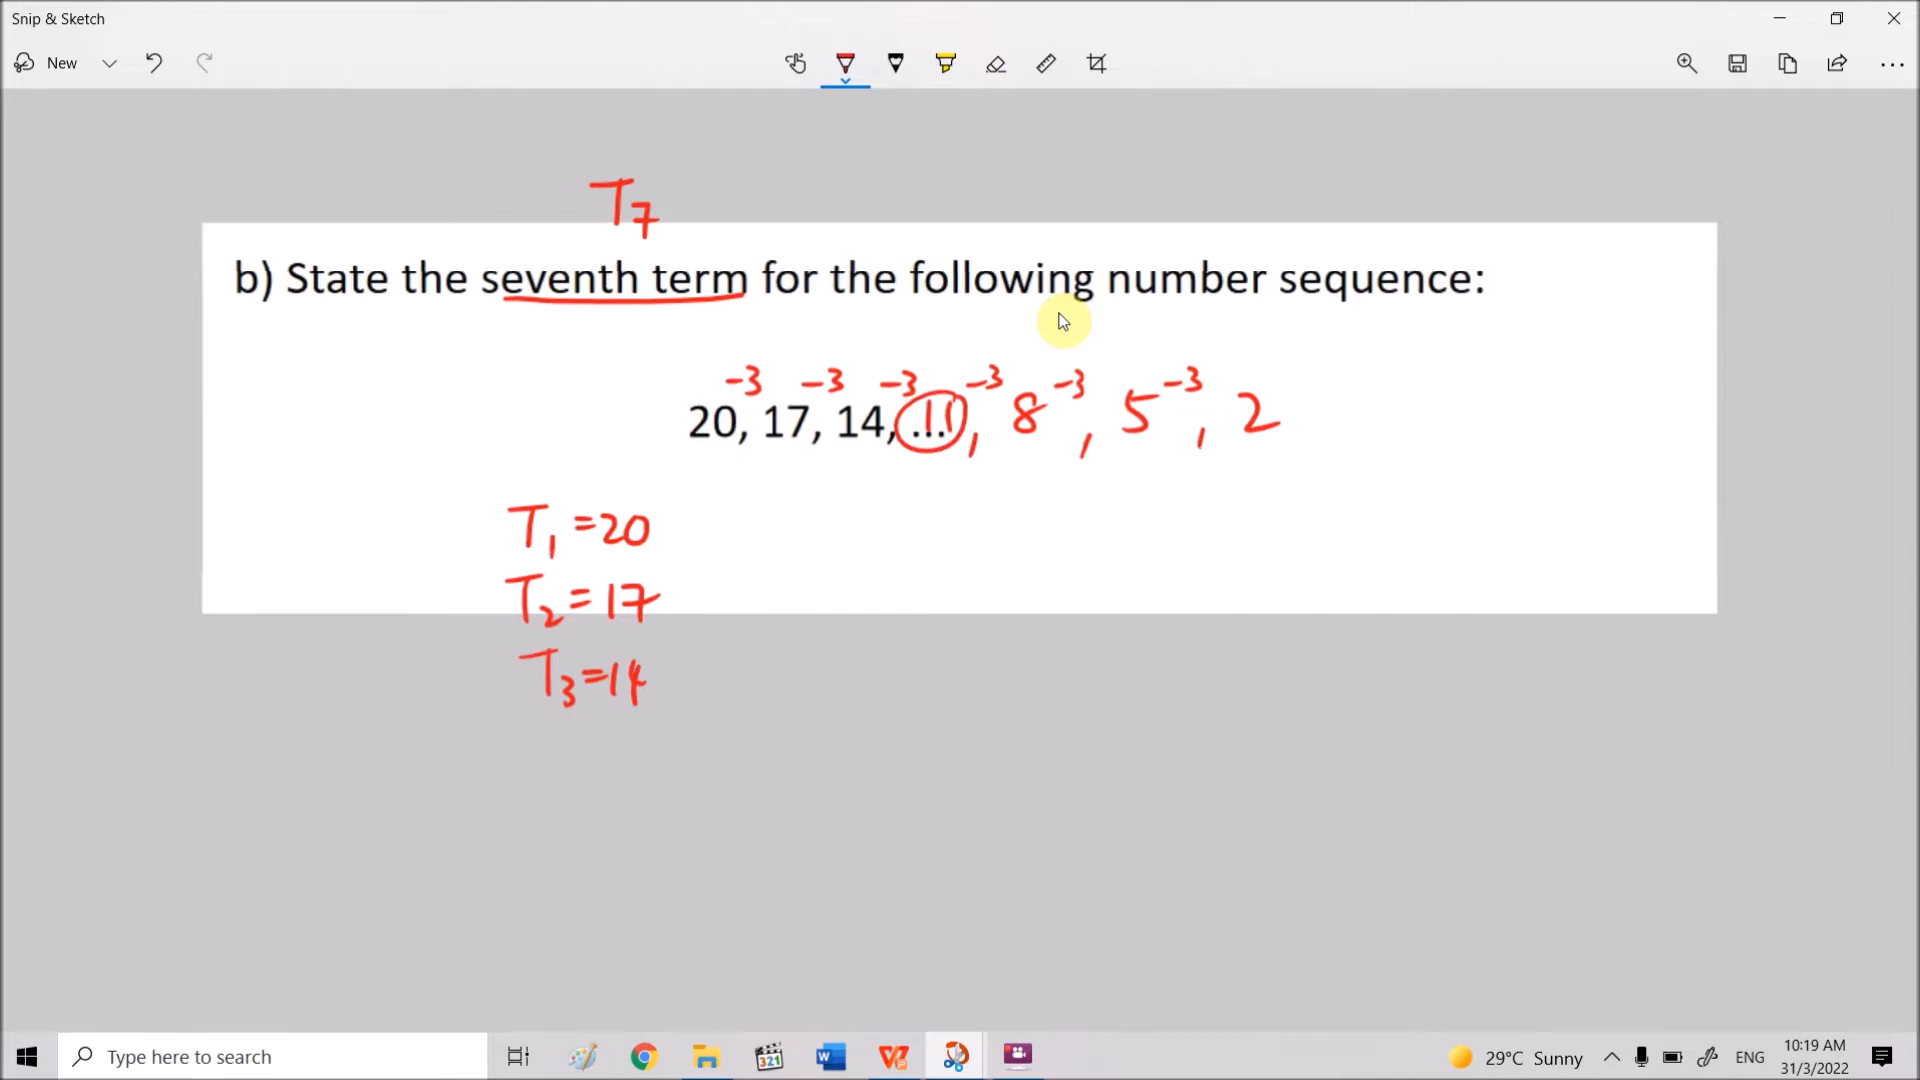 Snip & Sketch
New
T7
b) State the seventh term for the following number sequence:
-3 -3 -3 -3 -3 -3
20, 17, 14, ... 11, 8, 5, 2
T1 = 20
T2 = 17
T3 = 14
Type here to search
321
W
29°C Sunny
ENG
10:19 AM
31/3/2022